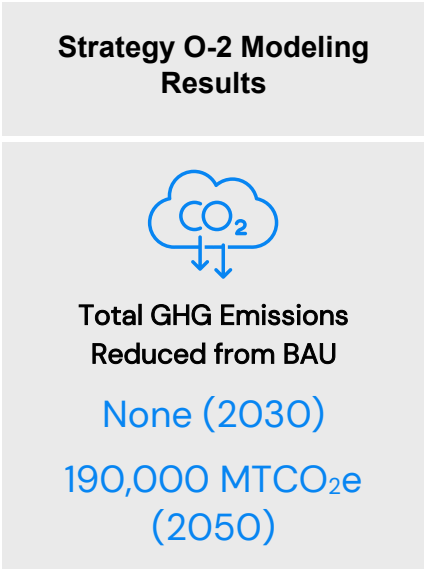 Strategy O-2 Modeling
Results
CO₂
Total GHG Emissions
Reduced from BAU
None (2030)
190,000 MTCO₂e
(2050)